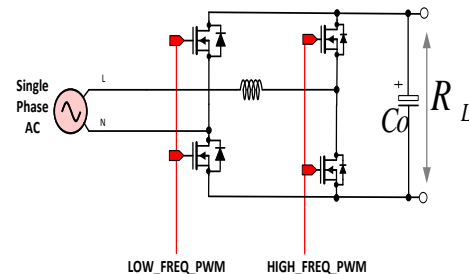 L
Single
Phase
AC
N
+
Co
R L
LOW_FREQ_PWM
HIGH_FREQ_PWM